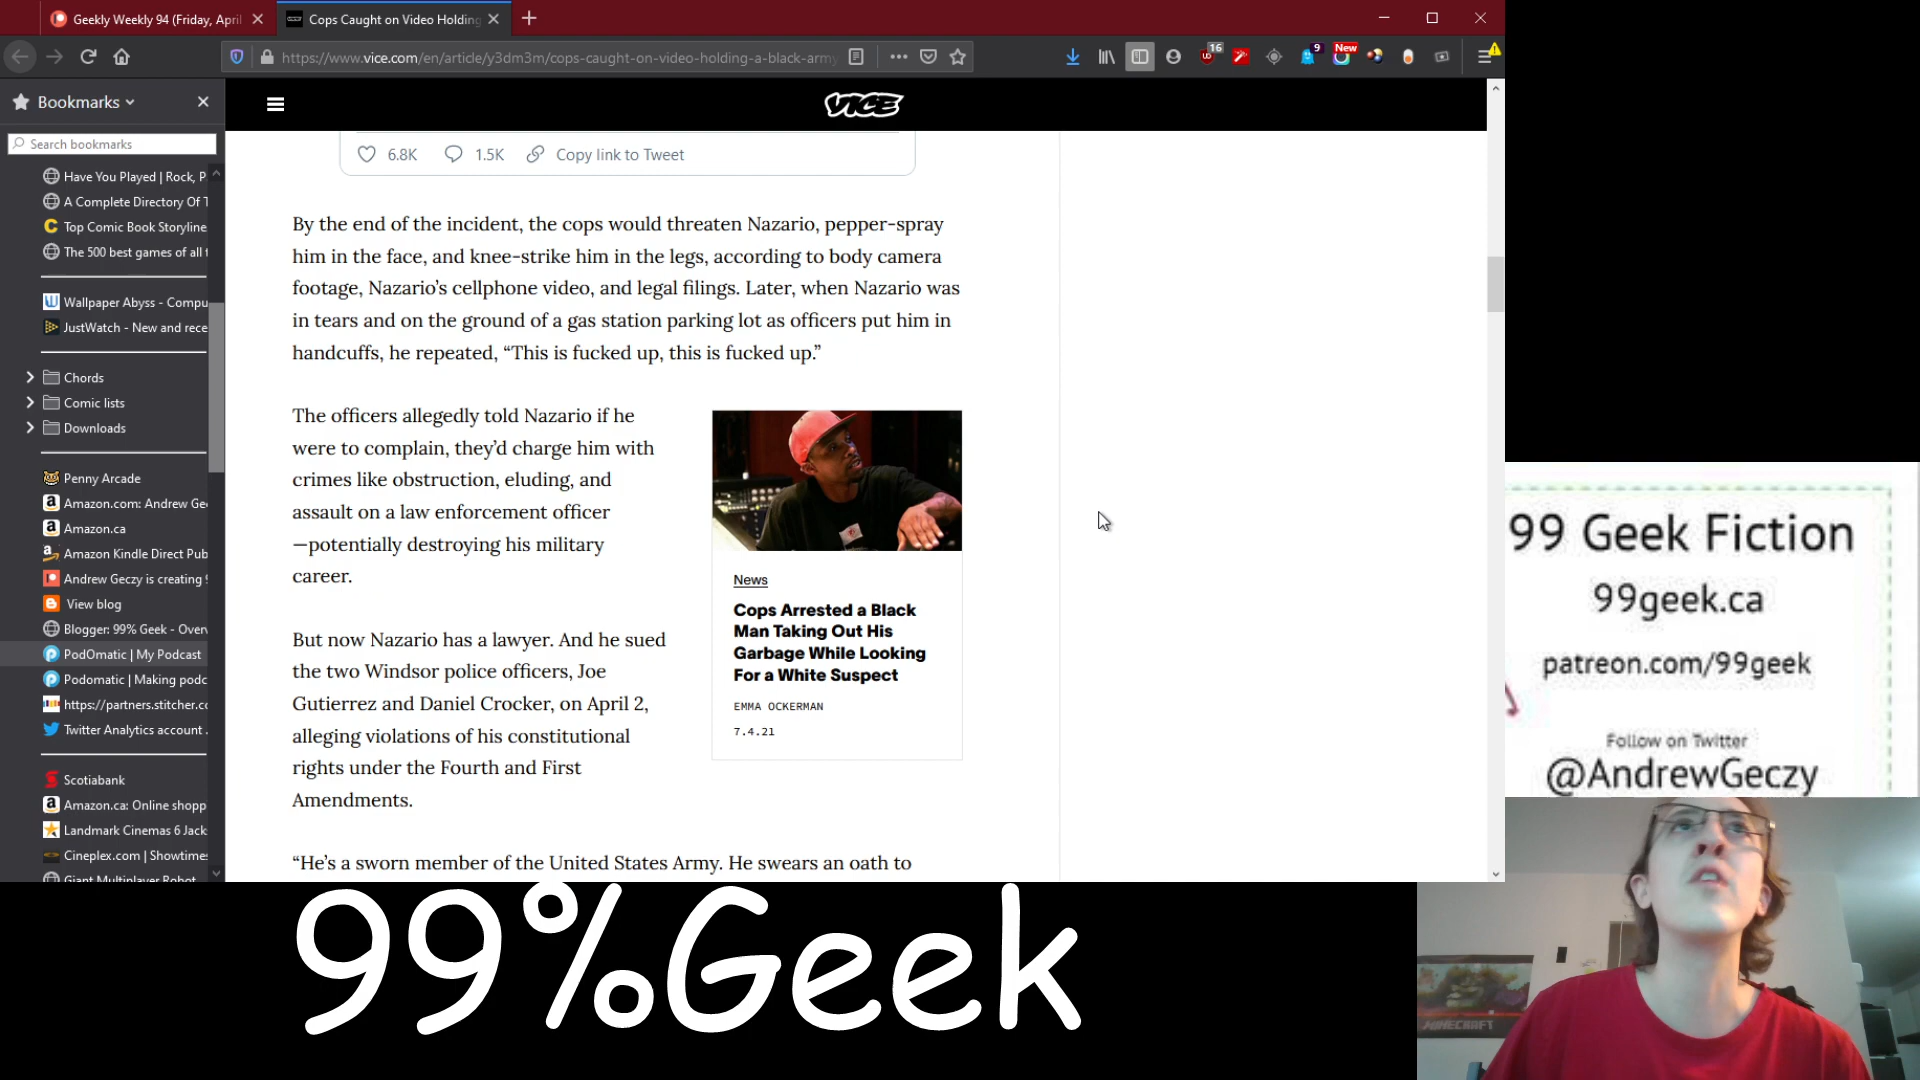 Geekly Weekly 94 (Friday, April
Cops Caught on Video Holding
https://www.vice.com/en/article/y3dm3m/cops-caught-on-video-holding-a-black-army
16
9
New
Bookmarks
Search bookmarks
Have You Played | Rock, P
A Complete Directory Of T
Top Comic Book Storyline
The 500 best games of all t
Wallpaper Abyss - Compu
JustWatch - New and rece
Chords
Comic lists
Downloads
Penny Arcade
Amazon.com: Andrew Ge
Amazon.ca
Amazon Kindle Direct Pub
Andrew Geczy is creating
View blog
Blogger: 99% Geek - Over
PodOmatic | My Podcast
Podomatic | Making podc
https://partners.stitcher.co
Twitter Analytics account
Scotiabank
Amazon.ca: Online shopp
Landmark Cinemas 6 Jack
Cineplex.com | Showtime
Giant Multiplayer Robot
VICE
6.8K 1.5K Copy link to Tweet
By the end of the incident, the cops would threaten Nazario, pepper-spray
him in the face, and knee-strike him in the legs, according to body camera
footage, Nazario’s cellphone video, and legal filings. Later, when Nazario was
in tears and on the ground of a gas station parking lot as officers put him in
handcuffs, he repeated, “This is fucked up, this is fucked up.”
The officers allegedly told Nazario if he
were to complain, they’d charge him with
crimes like obstruction, eluding, and
assault on a law enforcement officer
—potentially destroying his military
career.
But now Nazario has a lawyer. And he sued
the two Windsor police officers, Joe
Gutierrez and Daniel Crocker, on April 2,
alleging violations of his constitutional
rights under the Fourth and First
Amendments.
“He’s a sworn member of the United States Army. He swears an oath to
News
Cops Arrested a Black
Man Taking Out His
Garbage While Looking
For a White Suspect
EMMA OCKERMAN
7.4.21
99 Geek Fiction
99geek.ca
patreon.com/99geek
Follow on Twitter
@AndrewGeczy
99%Geek
MINECRAFT